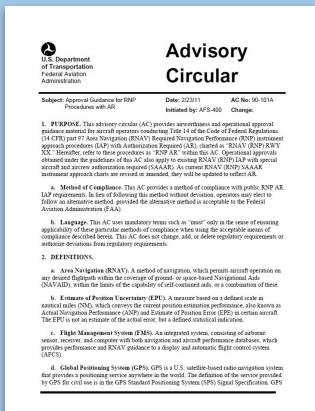 Advisory
Circular
U.S. Department
of Transportation
Federal Aviation
Administration
Subject: Approval Guidance for RNP
Procedures with AR
Date: 2/23/11
Initiated by: AFS-400
AC No: 90-101A
Change:
1. PURPOSE. This advisory circular (AC) provides airworthiness and operational approval
guidance material for aircraft operators conducting Title 14 of the Code of Federal Regulations
(14 CFR) part 97 Area Navigation (RNAV) Required Navigation Performance (RNP) instrument
approach procedures (IAP) with Authorization Required (AR), charted as “RNAV (RNP) RWY
XX.” Hereafter, refer to these procedures as “RNP AR” within this AC. Operational approvals
obtained under the guidelines of this AC also apply to existing RNAV (RNP) IAP with special
aircraft and aircrew authorization required (SAAAR). As current RNAV (RNP) SAAAR
instrument approach charts are revised or amended, they will be updated to reflect AR.
a. Method of Compliance. This AC provides a method of compliance with public RNP AR
IAP requirements. In lieu of following this method without deviation, operators may elect to
follow an alternative method, provided the alternative method is acceptable to the Federal
Aviation Administration (FAA).
b. Language. This AC uses mandatory terms such as “must” only in the sense of ensuring
applicability of these particular methods of compliance when using the acceptable means of
compliance described herein. This AC does not change, add, or delete regulatory requirements or
authorize deviations from regulatory requirements.
2. DEFINITIONS.
a. Area Navigation (RNAV). A method of navigation, which permits aircraft operation on
any desired flightpath within the coverage of ground- or space-based Navigational Aids
(NAVAID), within the limits of the capability of self-contained aids, or a combination of these.
b. Estimate of Position Uncertainty (EPU). A measure based on a defined scale in
nautical miles (NM), which conveys the current position estimation performance, also known as
Actual Navigation Performance (ANP) and Estimate of Position Error (EPE) in certain aircraft.
The EPU is not an estimate of the actual error, but a defined statistical indication.
c. Flight Management System (FMS). An integrated system, consisting of airborne
sensor, receiver, and computer with both navigation and aircraft performance databases, which
provides performance and RNAV guidance to a display and automatic flight control system
(AFCS).
d. Global Positioning System (GPS). GPS is a U.S. satellite-based radio navigation system
that provides a positioning service anywhere in the world. The definition of the service provided
by GPS for civil use is in the GPS Standard Positioning System (SPS) Signal Specification. GPS